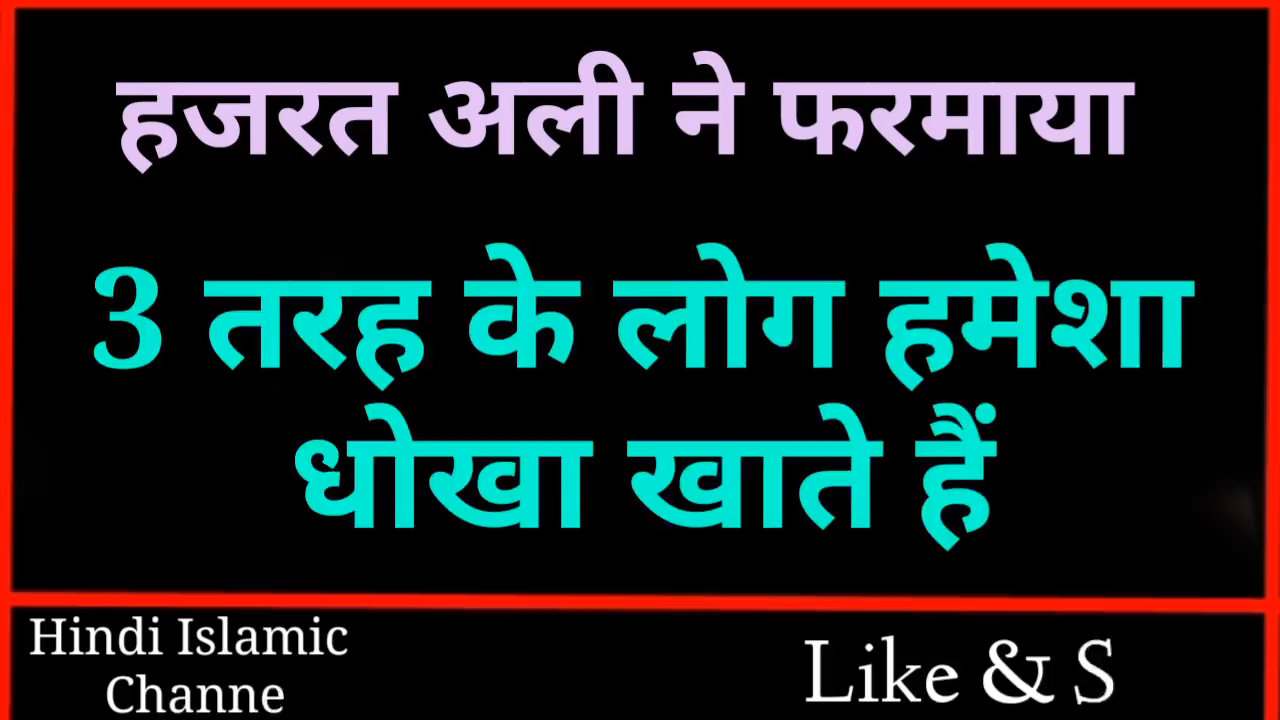 हजरत अली ने फरमाया
3 तरह के लोग हमेशा
धोखा खाते हैं
Hindi Islamic
Channe
Like & S